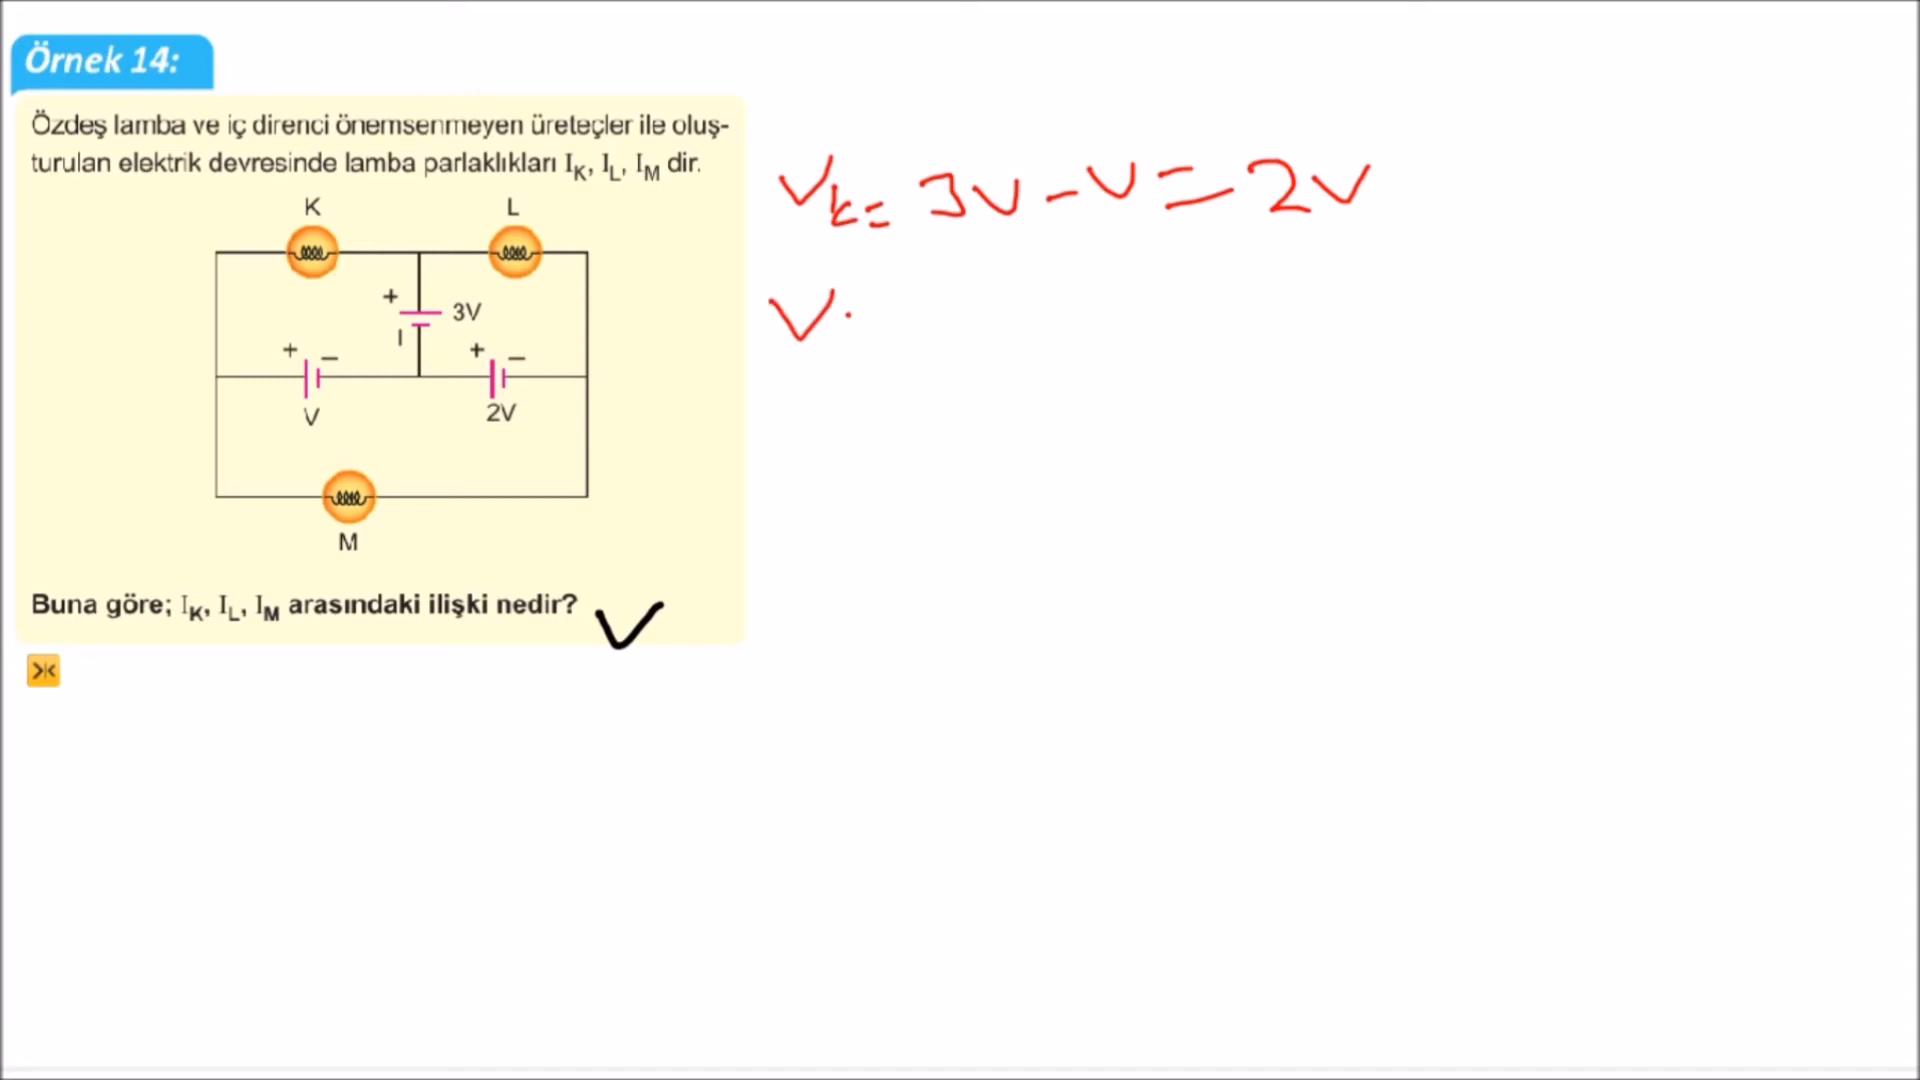 Örnek 14:
Özdeş lamba ve iç direnci önemsenmeyen üreteçler ile oluş-
turulan elektrik devresinde lamba parlaklıkları I_K, I_L, I_M dir.
K
L
+
3V
I
+ −
+ −
V
2V
M
Buna göre; I_K, I_L, I_M arasındaki ilişki nedir?
V_K = 3V - V = 2V
V.